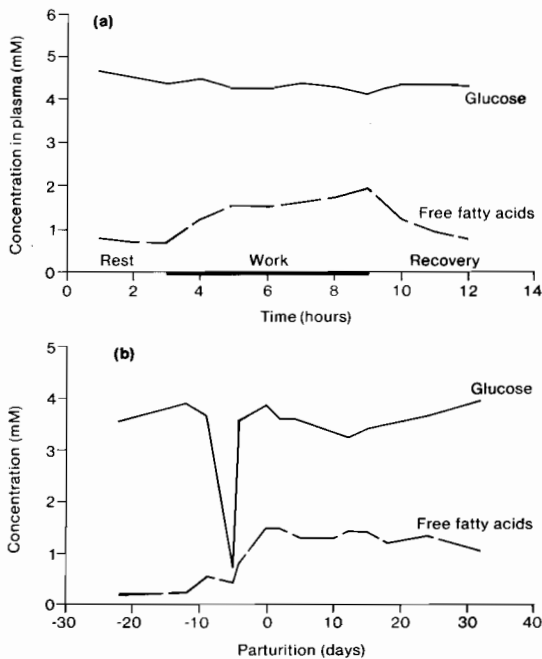 (a)
Concentration in plasma (mM)
6
5
4
3
2
1
0
Glucose
Free fatty acids
Rest Work Recovery
0 2 4 6 8 10 12 14
Time (hours)
(b)
Concentration (mM)
5
4
3
2
1
0
Glucose
Free fatty acids
-30 -20 -10 0 10 20 30 40
Parturition (days)